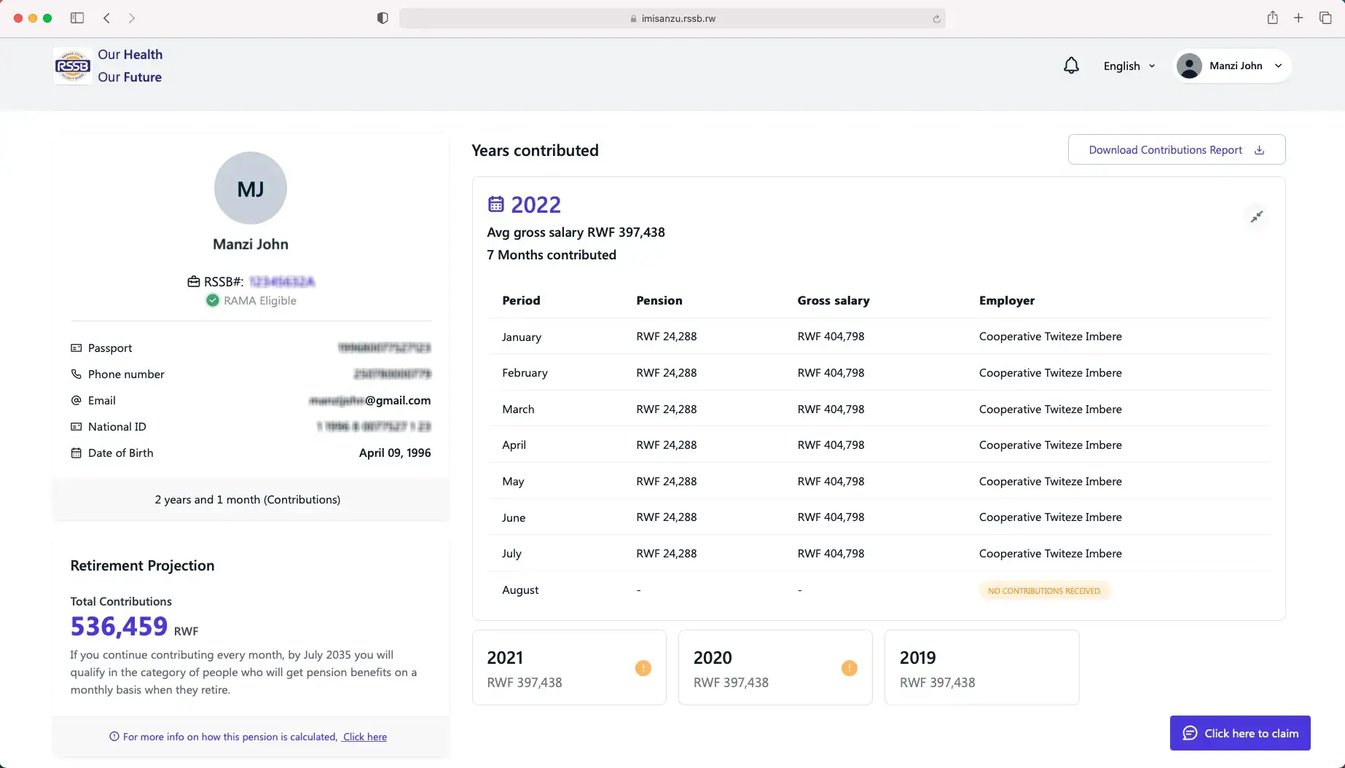 imisanzu.rssb.rw
RSSB
Our Health
Our Future
English
Manzi John
MJ
Manzi John
RSSB#:
RAMA Eligible
Passport
Phone number
Email @gmail.com
National ID
Date of Birth April 09, 1996
2 years and 1 month (Contributions)
Retirement Projection
Total Contributions
536,459 RWF
If you continue contributing every month, by July 2035 you will
qualify in the category of people who will get pension benefits on a
monthly basis when they retire.
For more info on how this pension is calculated, Click here
Years contributed
Download Contributions Report
2022
Avg gross salary RWF 397,438
7 Months contributed
Period Pension Gross salary Employer
January RWF 24,288 RWF 404,798 Cooperative Twiteze Imbere
February RWF 24,288 RWF 404,798 Cooperative Twiteze Imbere
March RWF 24,288 RWF 404,798 Cooperative Twiteze Imbere
April RWF 24,288 RWF 404,798 Cooperative Twiteze Imbere
May RWF 24,288 RWF 404,798 Cooperative Twiteze Imbere
June RWF 24,288 RWF 404,798 Cooperative Twiteze Imbere
July RWF 24,288 RWF 404,798 Cooperative Twiteze Imbere
August - - NO CONTRIBUTIONS RECEIVED.
2021
RWF 397,438
2020
RWF 397,438
2019
RWF 397,438
Click here to claim